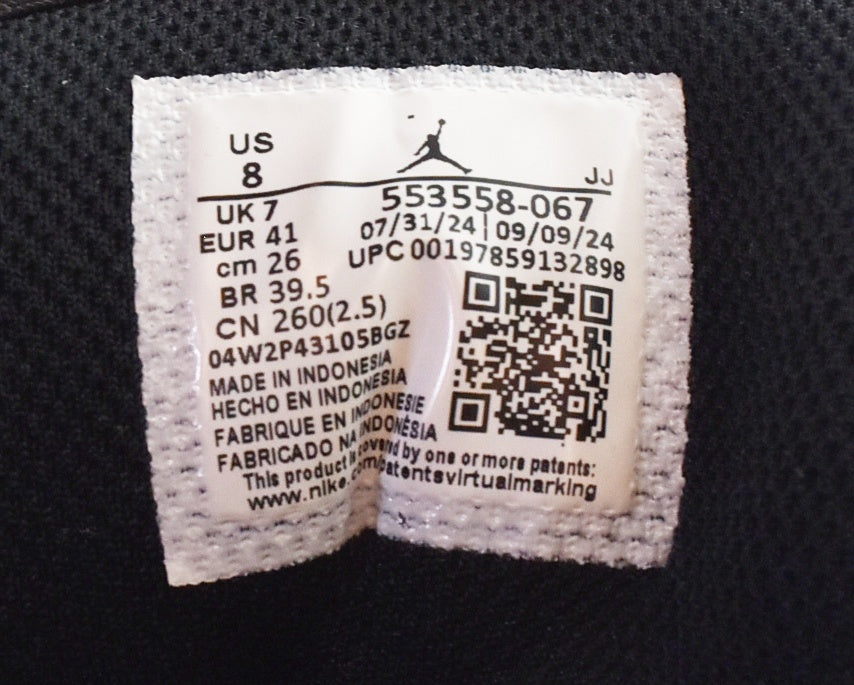 US
8
JJ
UK 7
EUR 41
cm 26
BR 39.5
CN 260(2.5)
04W2P43105BGZ
MADE IN INDONESIA
HECHO EN INDONESIA
FABRIQUE EN INDONESIE
FABRICADO NA INDONÉSIA
This product is covered by one or more patents:
www.nike.com/patentsvirtualmarking
553558-067
07/31/24 | 09/09/24
UPC 00197859132898